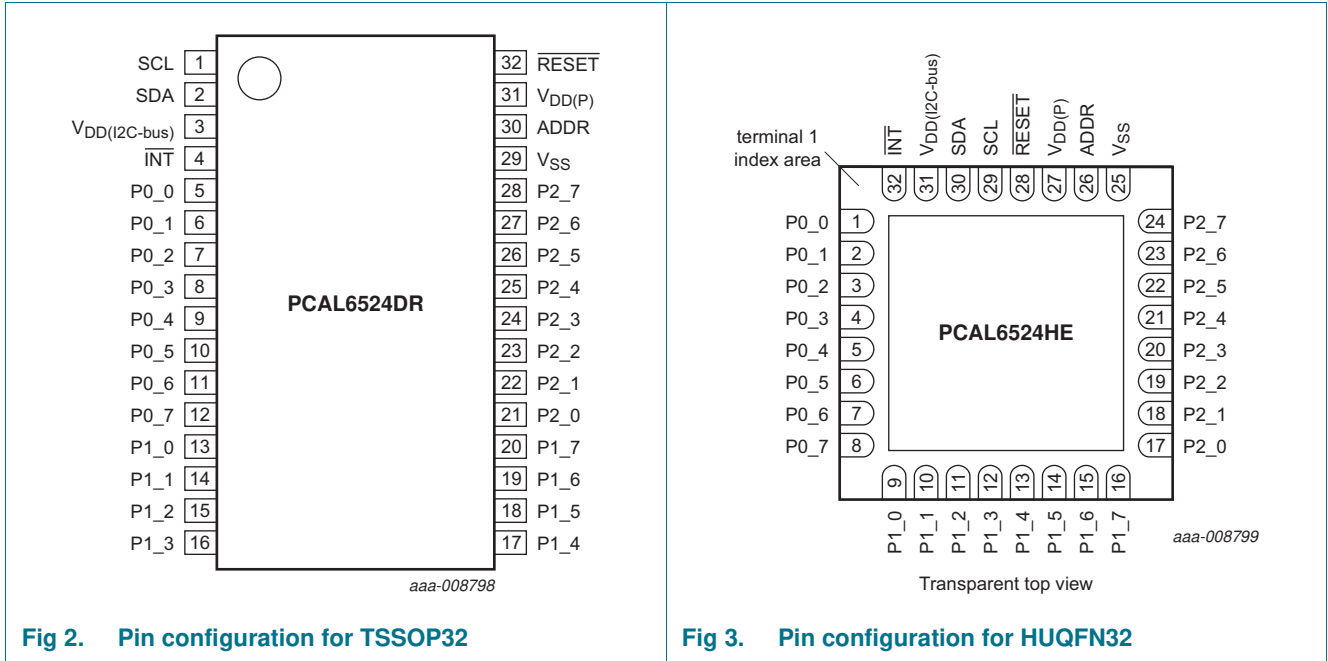 SCL 1
SDA 2
VDD(I2C-bus) 3
INT 4
P0_0 5
P0_1 6
P0_2 7
P0_3 8
P0_4 9
P0_5 10
P0_6 11
P0_7 12
P1_0 13
P1_1 14
P1_2 15
P1_3 16
PCAL6524DR
32 RESET
31 VDD(P)
30 ADDR
29 VSS
28 P2_7
27 P2_6
26 P2_5
25 P2_4
24 P2_3
23 P2_2
22 P2_1
21 P2_0
20 P1_7
19 P1_6
18 P1_5
17 P1_4
aaa-008798
Fig 2. Pin configuration for TSSOP32
terminal 1
index area
INT 32
VDD(I2C-bus) 31
SDA 30
SCL 29
RESET 28
VDD(P) 27
ADDR 26
VSS 25
P0_0 1
P0_1 2
P0_2 3
P0_3 4
P0_4 5
P0_5 6
P0_6 7
P0_7 8
PCAL6524HE
24 P2_7
23 P2_6
22 P2_5
21 P2_4
20 P2_3
19 P2_2
18 P2_1
17 P2_0
P1_0 9
P1_1 10
P1_2 11
P1_3 12
P1_4 13
P1_5 14
P1_6 15
P1_7 16
aaa-008799
Transparent top view
Fig 3. Pin configuration for HUQFN32